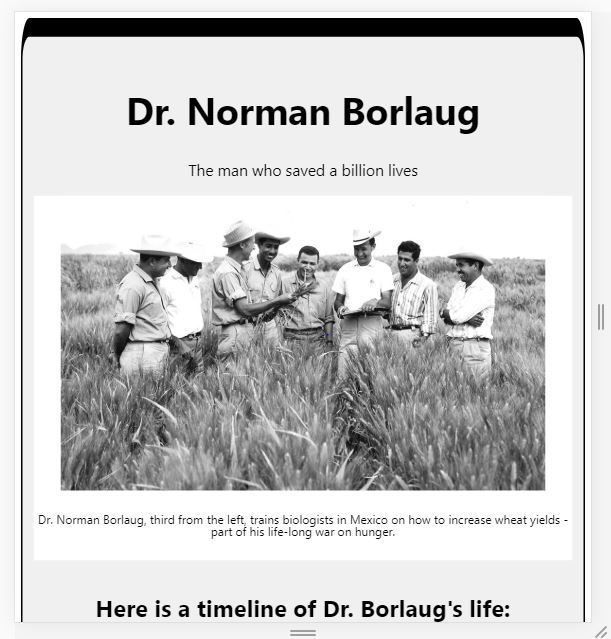 Dr. Norman Borlaug
The man who saved a billion lives
Dr. Norman Borlaug, third from the left, trains biologists in Mexico on how to increase wheat yields -
part of his life-long war on hunger.
Here is a timeline of Dr. Borlaug's life: